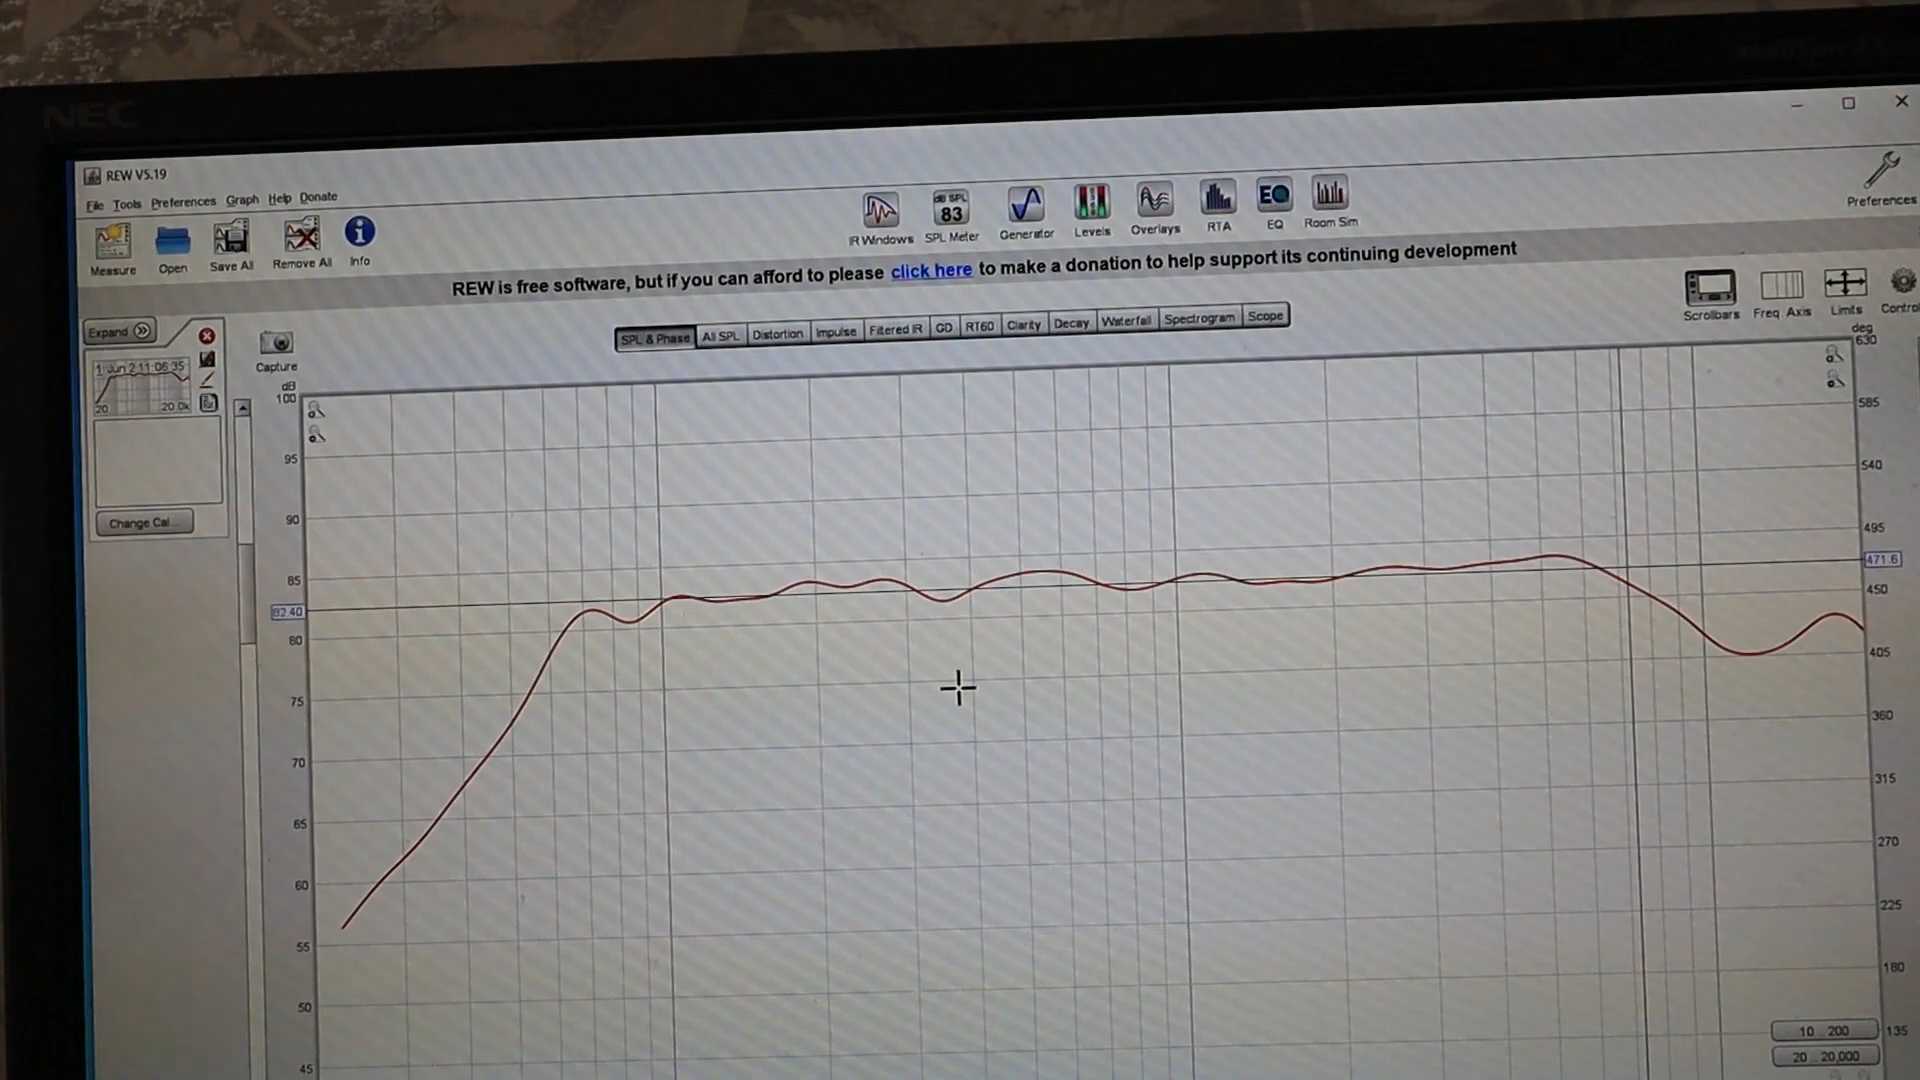 NEC
REW V5.19
File Tools Preferences Graph Help Donate
Measure Open Save All Remove All Info
dB SPL
83
EQ
IR Windows SPL Meter Generator Levels Overlays RTA EQ Room Sim
Preferences
REW is free software, but if you can afford to please click here to make a donation to help support its continuing development
Scrollbars Freq. Axis Limits Control
Expand
Capture
SPL & Phase All SPL Distortion Impulse Filtered IR GD RT60 Clarity Decay Waterfall Spectrogram Scope
1 Jun 2 11:06:35
20 20.0k
Change Cal...
dB
100
95
90
85
82.40
80
75
70
65
60
55
50
45
deg
630
585
540
495
471.6
450
405
360
315
270
225
180
135
10 .. 200
20 .. 20,000